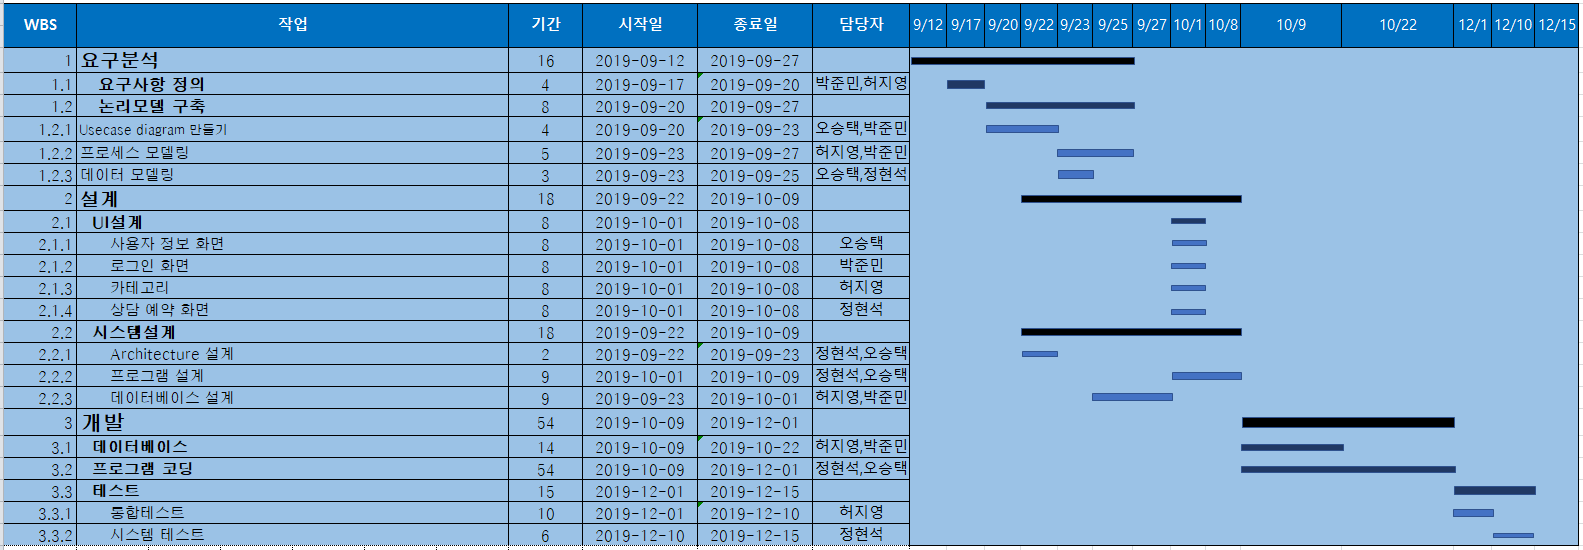 WBS 작업 기간 시작일 종료일 담당자 9/12 9/17 9/20 9/22 9/23 9/25 9/27 10/1 10/8 10/9 10/22 12/1 12/10 12/15
1 요구분석 16 2019-09-12 2019-09-27
1.1 요구사항 정의 4 2019-09-17 2019-09-20 박준민,허지영
1.2 논리모델 구축 8 2019-09-20 2019-09-27
1.2.1 Usecase diagram 만들기 4 2019-09-20 2019-09-23 오승택,박준민
1.2.2 프로세스 모델링 5 2019-09-23 2019-09-27 허지영,박준민
1.2.3 데이터 모델링 3 2019-09-23 2019-09-25 오승택,정현석
2 설계 18 2019-09-22 2019-10-09
2.1 UI설계 8 2019-10-01 2019-10-08
2.1.1 사용자 정보 화면 8 2019-10-01 2019-10-08 오승택
2.1.2 로그인 화면 8 2019-10-01 2019-10-08 박준민
2.1.3 카테고리 8 2019-10-01 2019-10-08 허지영
2.1.4 상담 예약 화면 8 2019-10-01 2019-10-08 정현석
2.2 시스템설계 18 2019-09-22 2019-10-09
2.2.1 Architecture 설계 2 2019-09-22 2019-09-23 정현석,오승택
2.2.2 프로그램 설계 9 2019-10-01 2019-10-09 정현석,오승택
2.2.3 데이터베이스 설계 9 2019-09-23 2019-10-01 허지영,박준민
3 개발 54 2019-10-09 2019-12-01
3.1 데이터베이스 14 2019-10-09 2019-10-22 허지영,박준민
3.2 프로그램 코딩 54 2019-10-09 2019-12-01 정현석,오승택
3.3 테스트 15 2019-12-01 2019-12-15
3.3.1 통합테스트 10 2019-12-01 2019-12-10 허지영
3.3.2 시스템 테스트 6 2019-12-10 2019-12-15 정현석